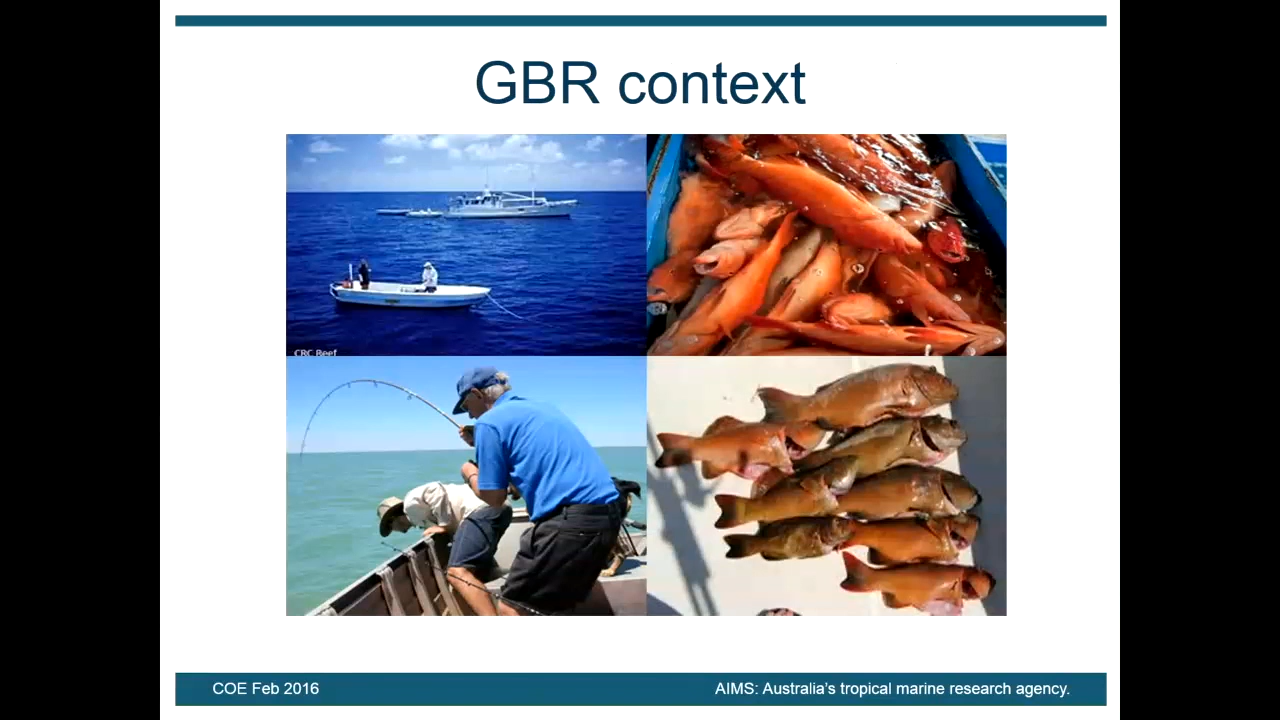 GBR context
CRC Reef
COE Feb 2016
AIMS: Australia's tropical marine research agency.